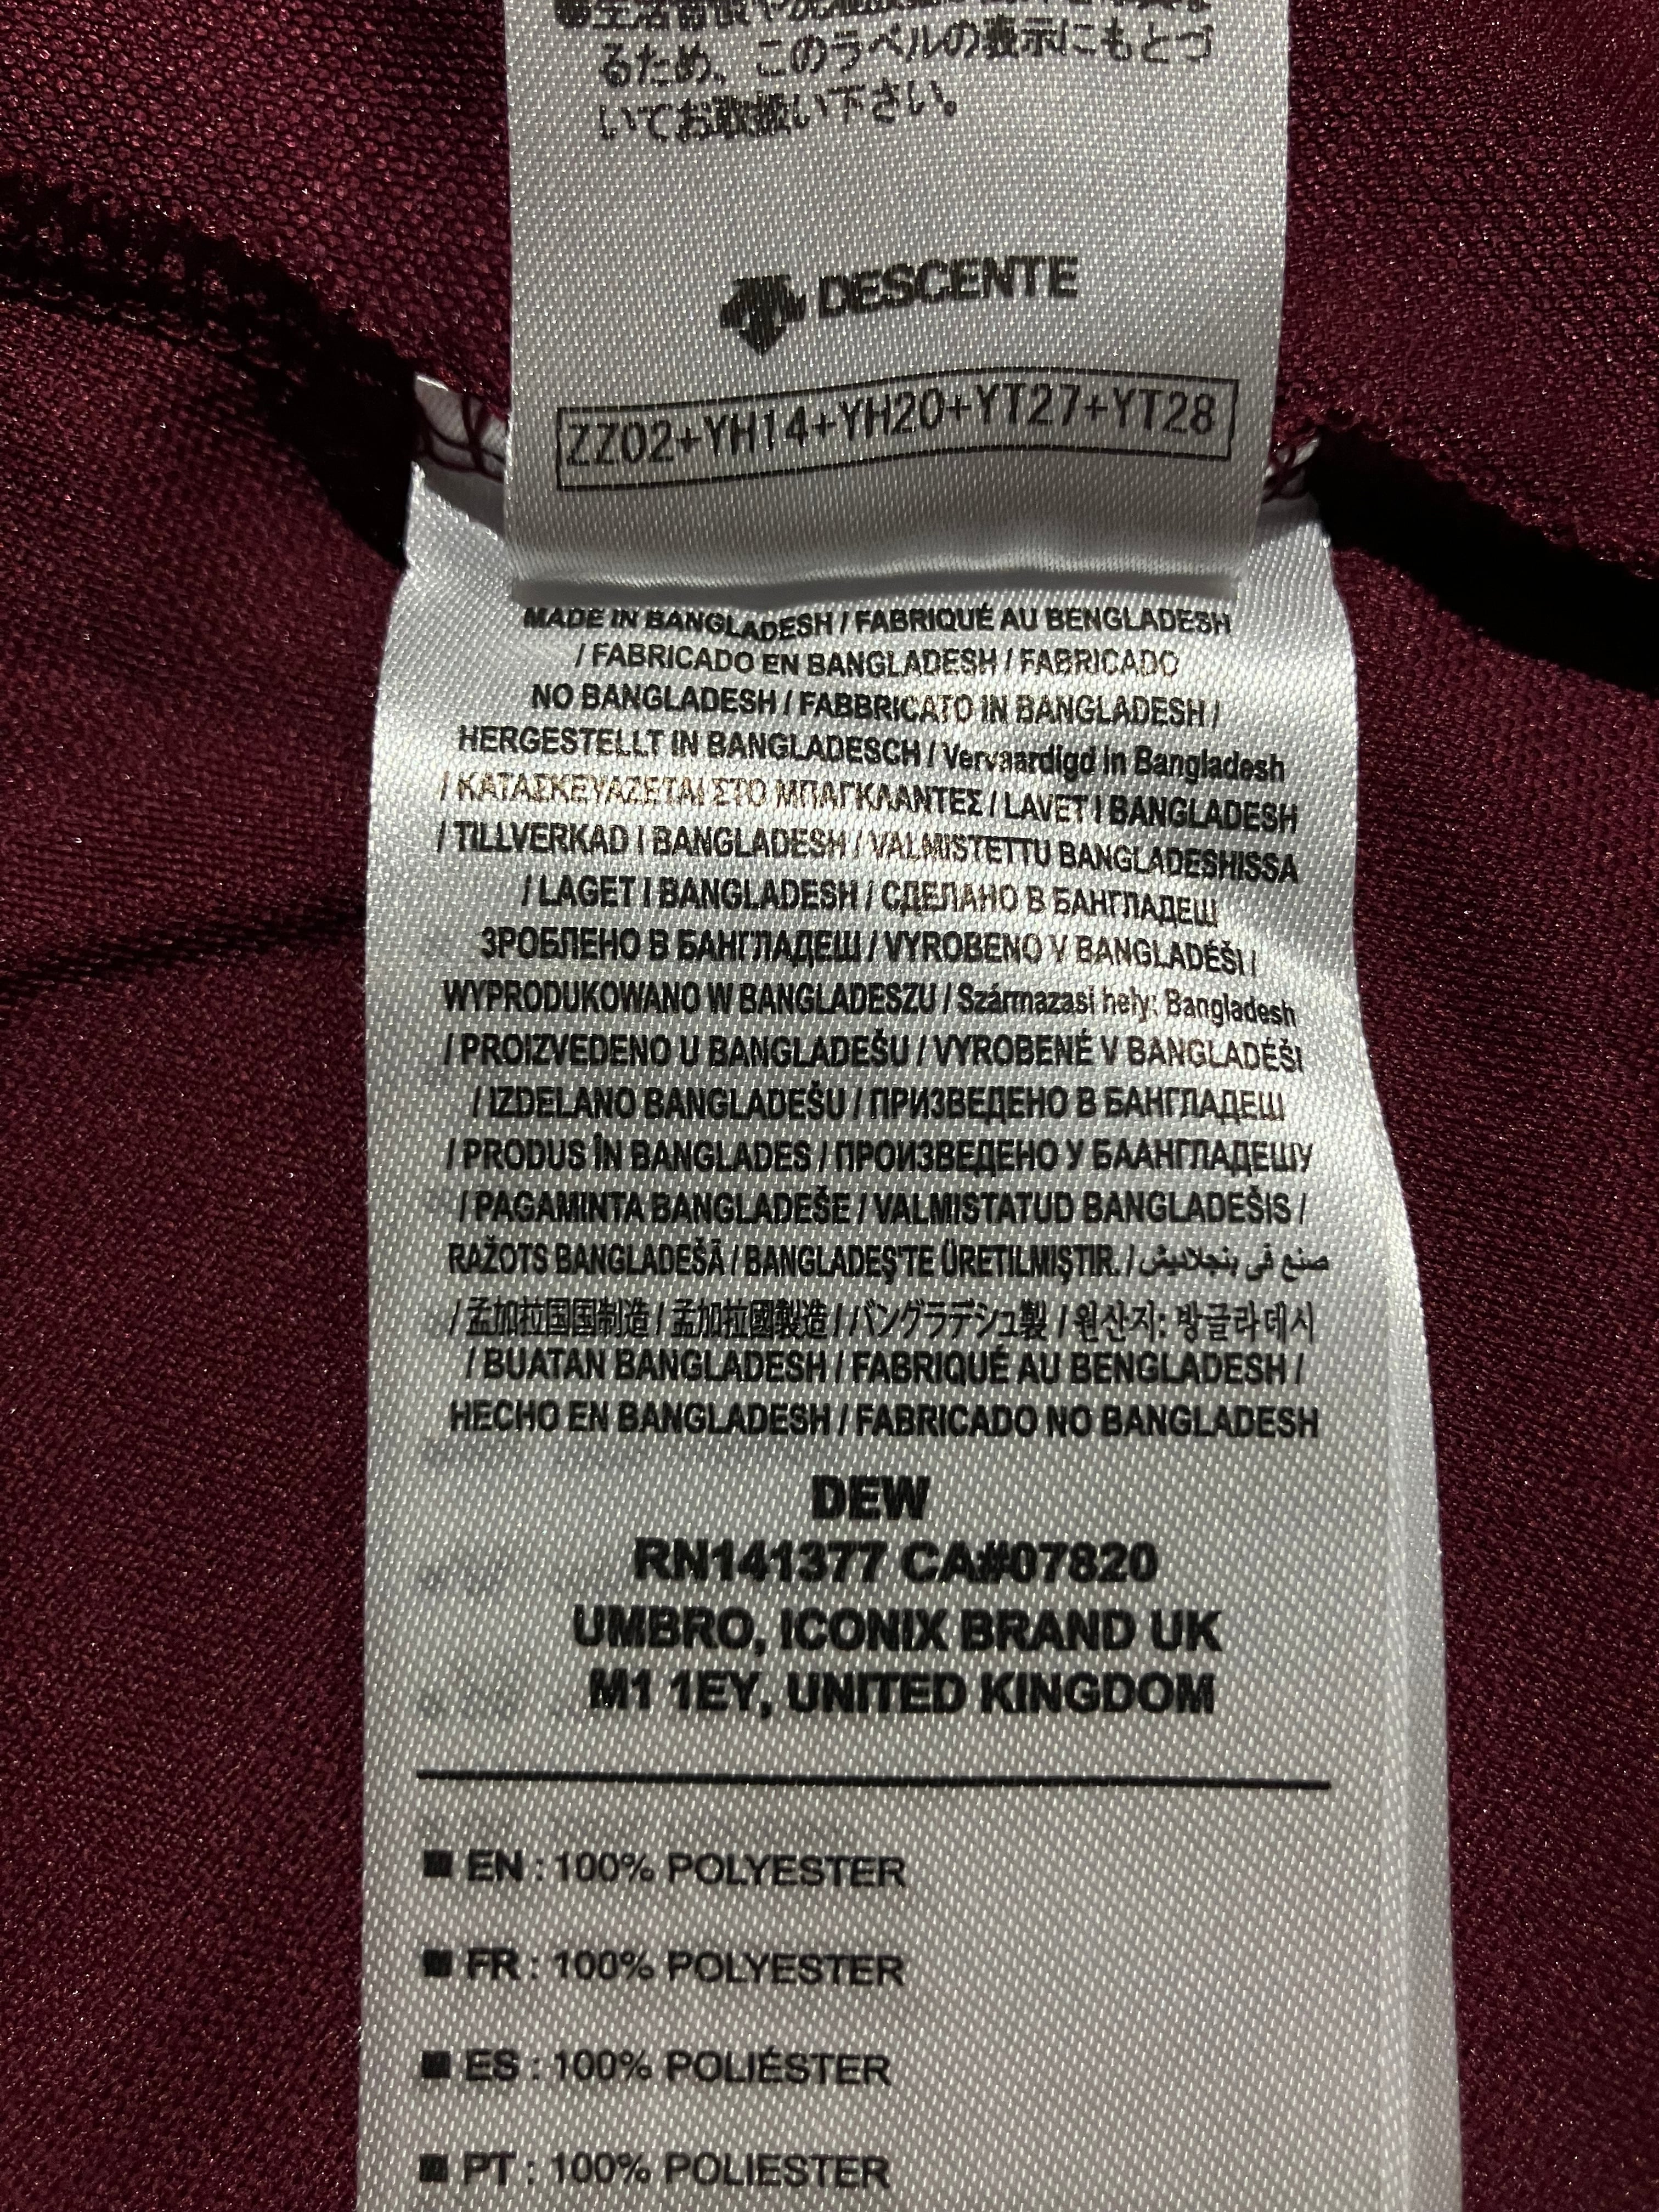 るため、このラベルの表示にもとづ
いてお取扱い下さい。
DESCENTE
ZZ02+YH14+YH20+YT27+YT28
MADE IN BANGLADESH / FABRIQUÉ AU BENGLADESH
/ FABRICADO EN BANGLADESH / FABRICADO
NO BANGLADESH / FABBRICATO IN BANGLADESH /
HERGESTELLT IN BANGLADESCH / Vervaardigd in Bangladesh
/ ΚΑΤΑΣΚΕΥΑΖΕΤΑΙ ΣΤΟ ΜΠΑΓΚΛΑΝΤΕΣ / LAVET I BANGLADESH
/ TILLVERKAD I BANGLADESH / VALMISTETTU BANGLADESHISSA
/ LAGET I BANGLADESH / СДЕЛАНО В БАНГЛАДЕШ
ЗРОБЛЕНО В БАНГЛАДЕШ / VYROBENO V BANGLADÉŠI /
WYPRODUKOWANO W BANGLADESZU / Származasi hely: Bangladesh
/ PROIZVEDENO U BANGLADEŠU / VYROBENÉ V BANGLADÉŠI
/ IZDELANO BANGLADEŠU / ПРИЗВЕДЕНО В БАНГЛАДЕШ
/ PRODUS ÎN BANGLADES / ПРОИЗВЕДЕНО У БААНГЛАДЕШУ
/ PAGAMINTA BANGLADEŠE / VALMISTATUD BANGLADEŠIS /
RAŽOTS BANGLADEŠĀ / BANGLADEŞ'TE ÜRETILMIŞTIR. / صنع في بنجلاديش
/ 孟加拉国国制造 / 孟加拉國製造 / バングラデシュ製 / 원산지: 방글라데시
/ BUATAN BANGLADESH / FABRIQUÉ AU BENGLADESH /
HECHO EN BANGLADESH / FABRICADO NO BANGLADESH
DEW
RN141377 CA#07820
UMBRO, ICONIX BRAND UK
M1 1EY, UNITED KINGDOM
EN : 100% POLYESTER
FR : 100% POLYESTER
ES : 100% POLIÉSTER
PT : 100% POLIESTER